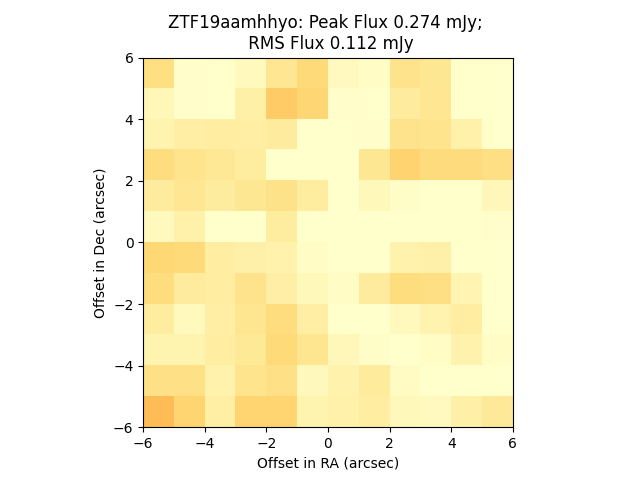 ZTF19aamhhyo: Peak Flux 0.274 mJy;
RMS Flux 0.112 mJy
6
4
2
0
−2
−4
−6
Offset in Dec (arcsec)
−6 −4 −2 0 2 4 6
Offset in RA (arcsec)